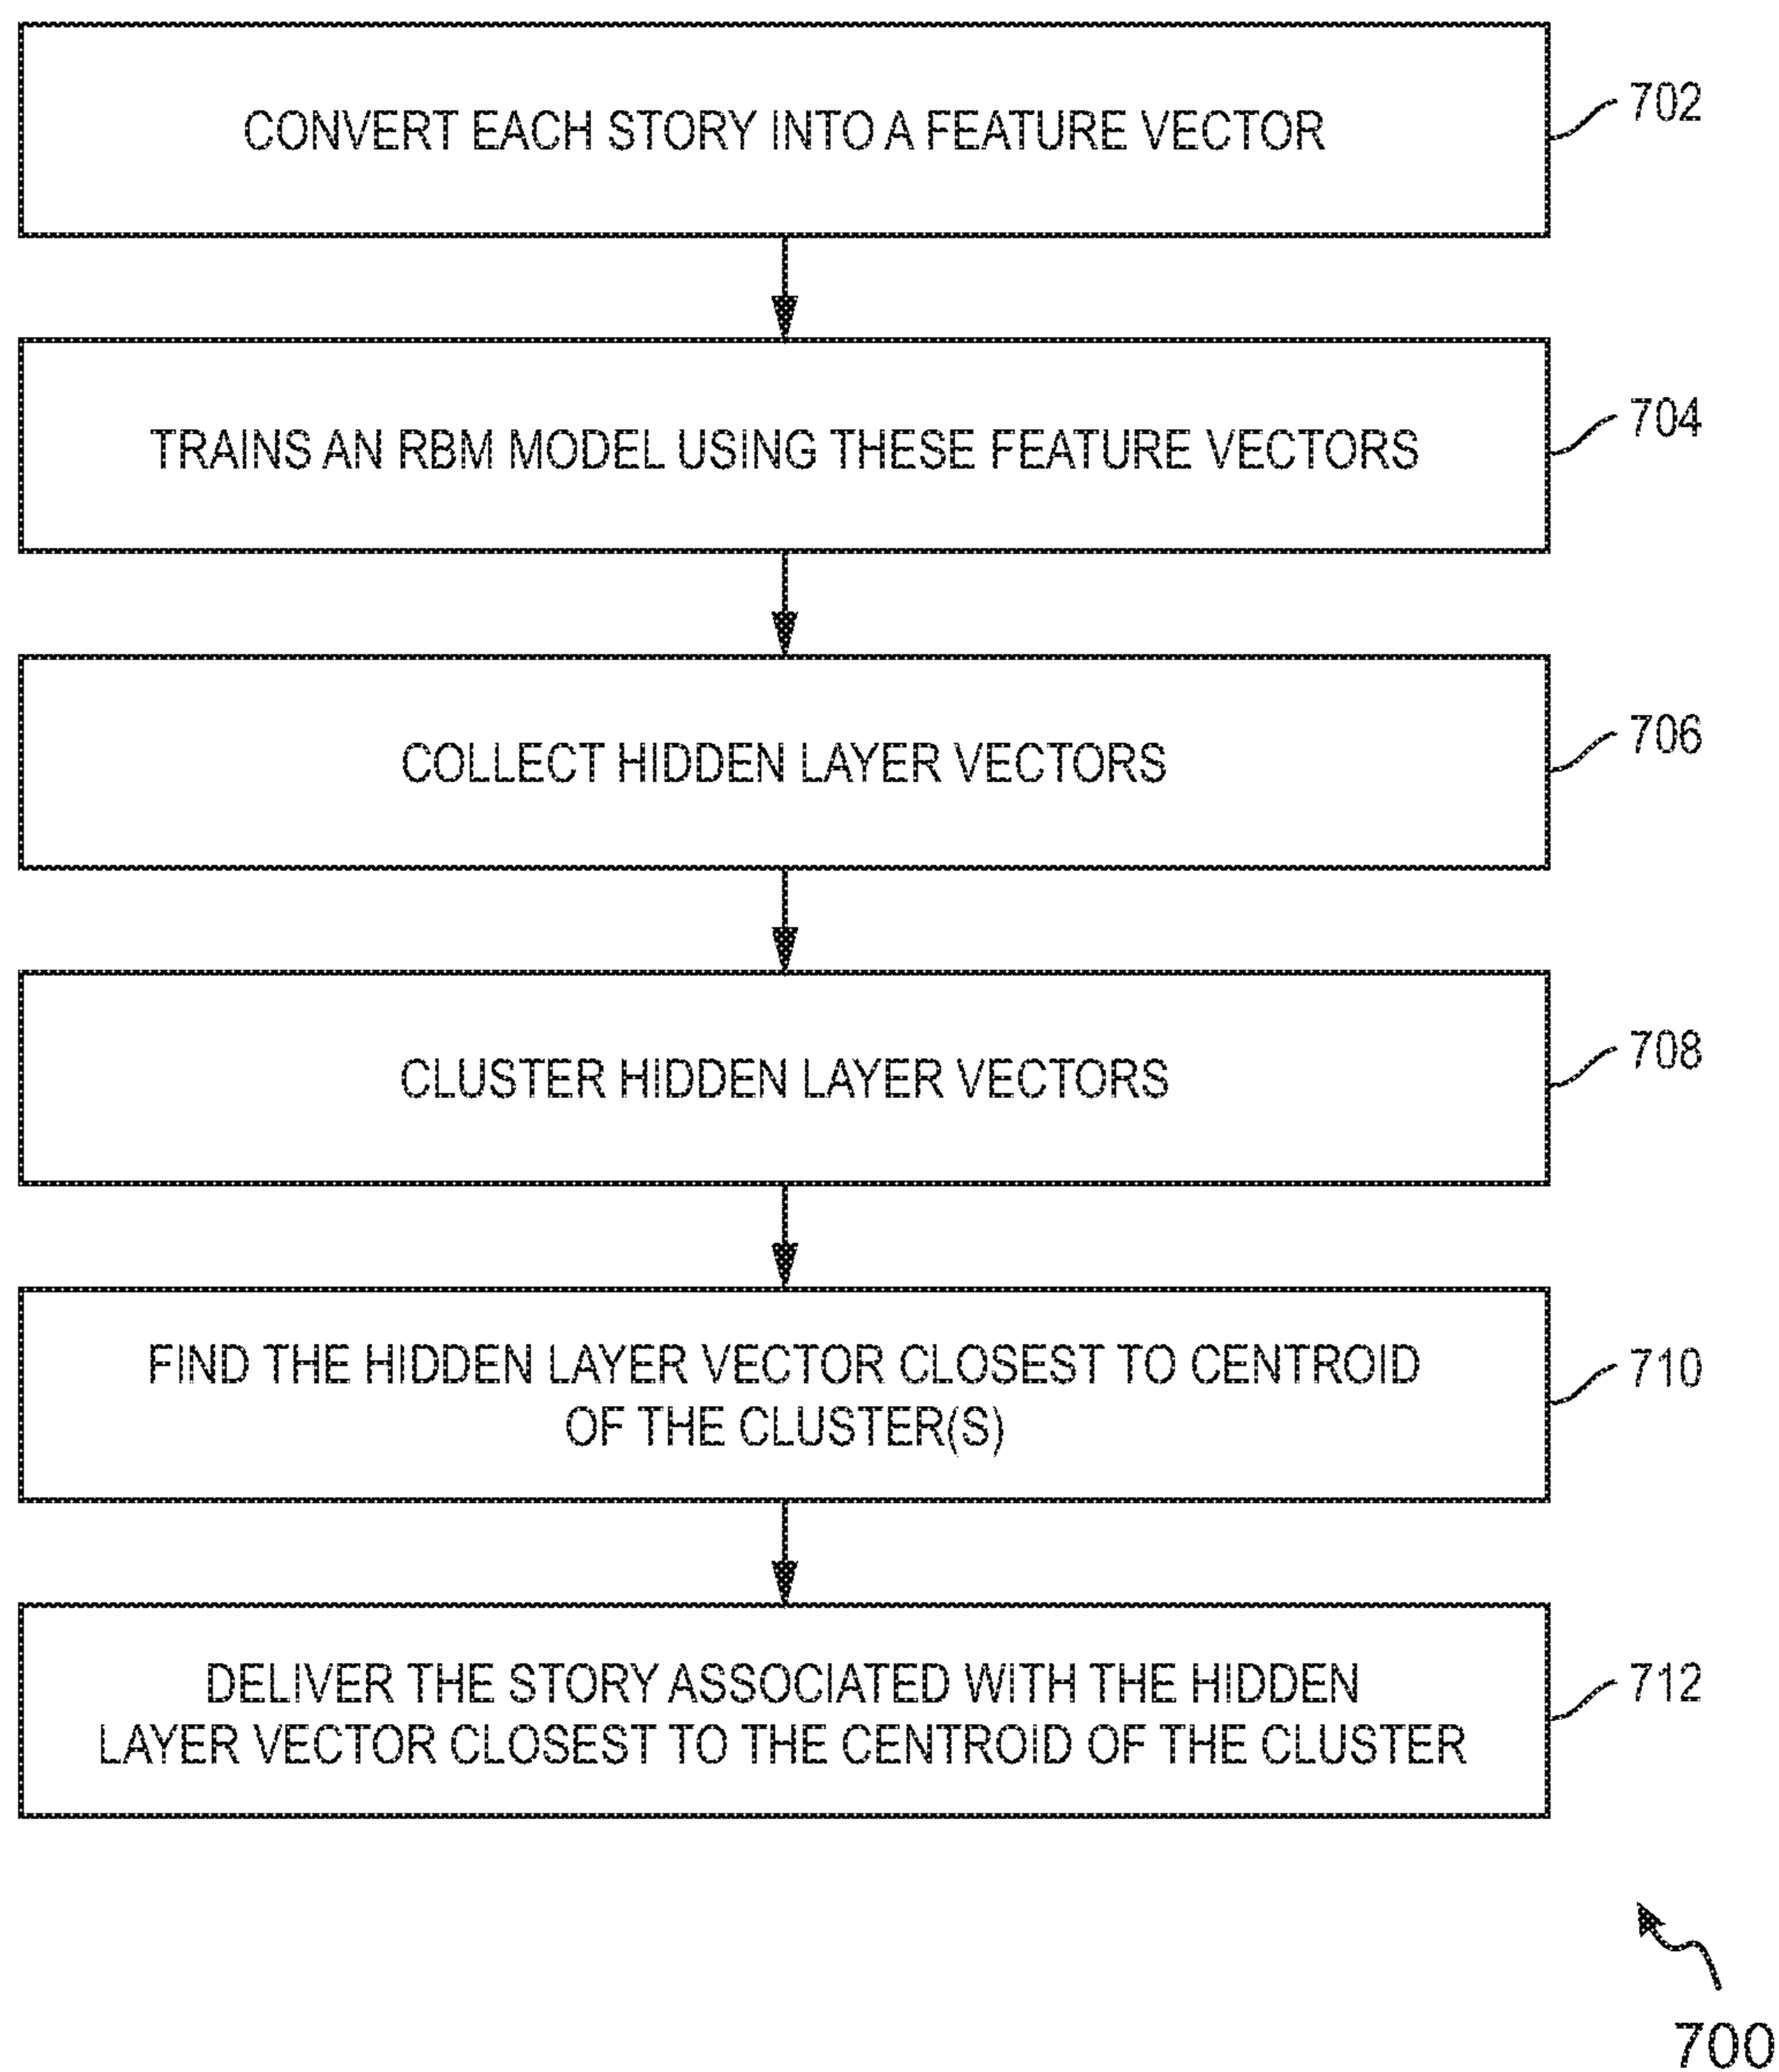 CONVERT EACH STORY INTO A FEATURE VECTOR
702
TRAINS AN RBM MODEL USING THESE FEATURE VECTORS
704
COLLECT HIDDEN LAYER VECTORS
706
CLUSTER HIDDEN LAYER VECTORS
708
FIND THE HIDDEN LAYER VECTOR CLOSEST TO CENTROID
OF THE CLUSTER(S)
710
DELIVER THE STORY ASSOCIATED WITH THE HIDDEN
LAYER VECTOR CLOSEST TO THE CENTROID OF THE CLUSTER
712
700